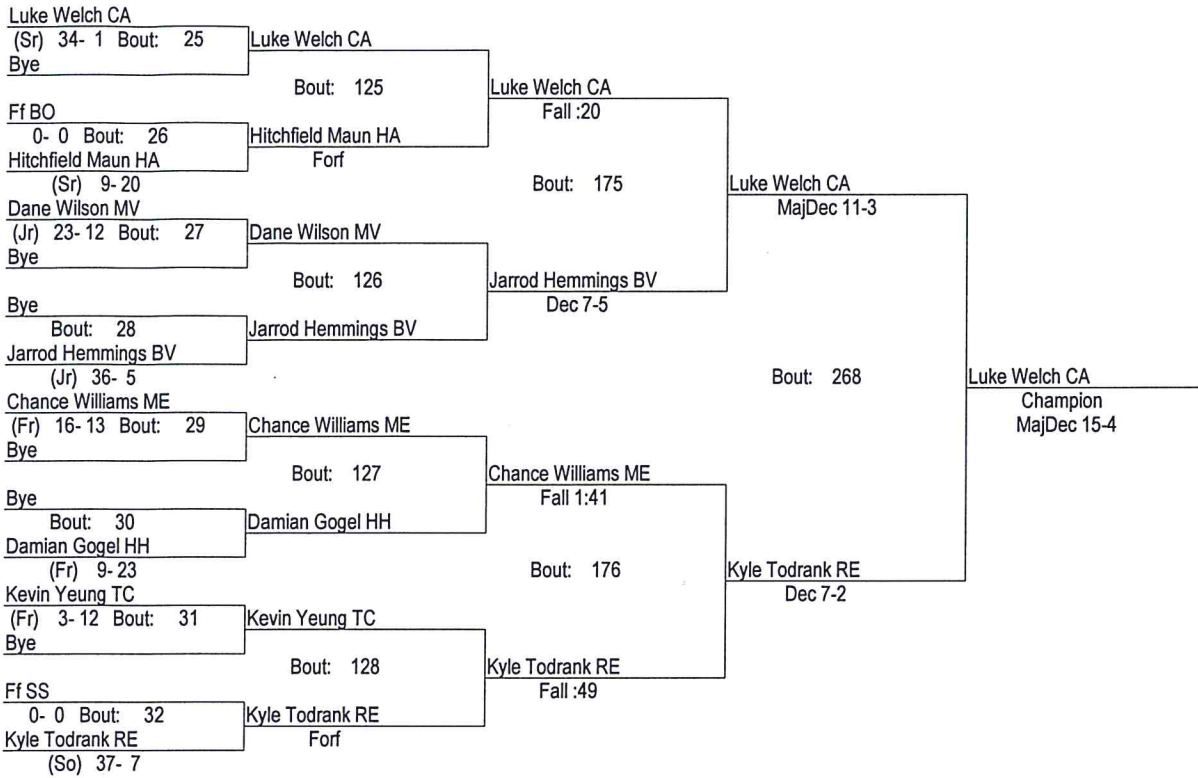 Luke Welch CA
(Sr) 34- 1 Bout: 25
Bye
Ff BO
0- 0 Bout: 26
Hitchfield Maun HA
(Sr) 9- 20
Dane Wilson MV
(Jr) 23- 12 Bout: 27
Bye
Bye
Bout: 28
Jarrod Hemmings BV
(Jr) 36- 5
Chance Williams ME
(Fr) 16- 13 Bout: 29
Bye
Bye
Bout: 30
Damian Gogel HH
(Fr) 9- 23
Kevin Yeung TC
(Fr) 3- 12 Bout: 31
Bye
Ff SS
0- 0 Bout: 32
Kyle Todrank RE
(So) 37- 7
Luke Welch CA
Bout: 125
Hitchfield Maun HA
Forf
Dane Wilson MV
Bout: 126
Jarrod Hemmings BV
Chance Williams ME
Bout: 127
Damian Gogel HH
Kevin Yeung TC
Bout: 128
Kyle Todrank RE
Forf
Luke Welch CA
Fall :20
Bout: 175
Jarrod Hemmings BV
Dec 7-5
Chance Williams ME
Fall 1:41
Bout: 176
Kyle Todrank RE
Fall :49
Luke Welch CA
MajDec 11-3
Bout: 268
Kyle Todrank RE
Dec 7-2
Luke Welch CA
Champion
MajDec 15-4